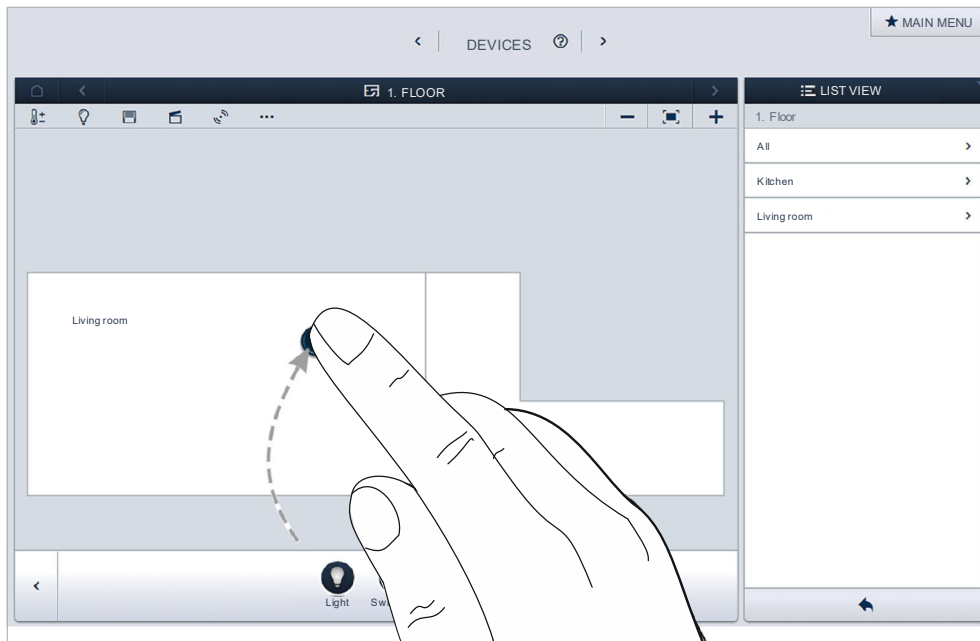 MAIN MENU
DEVICES
1. FLOOR
LIST VIEW
1. Floor
All
Kitchen
Living room
Living room
Light